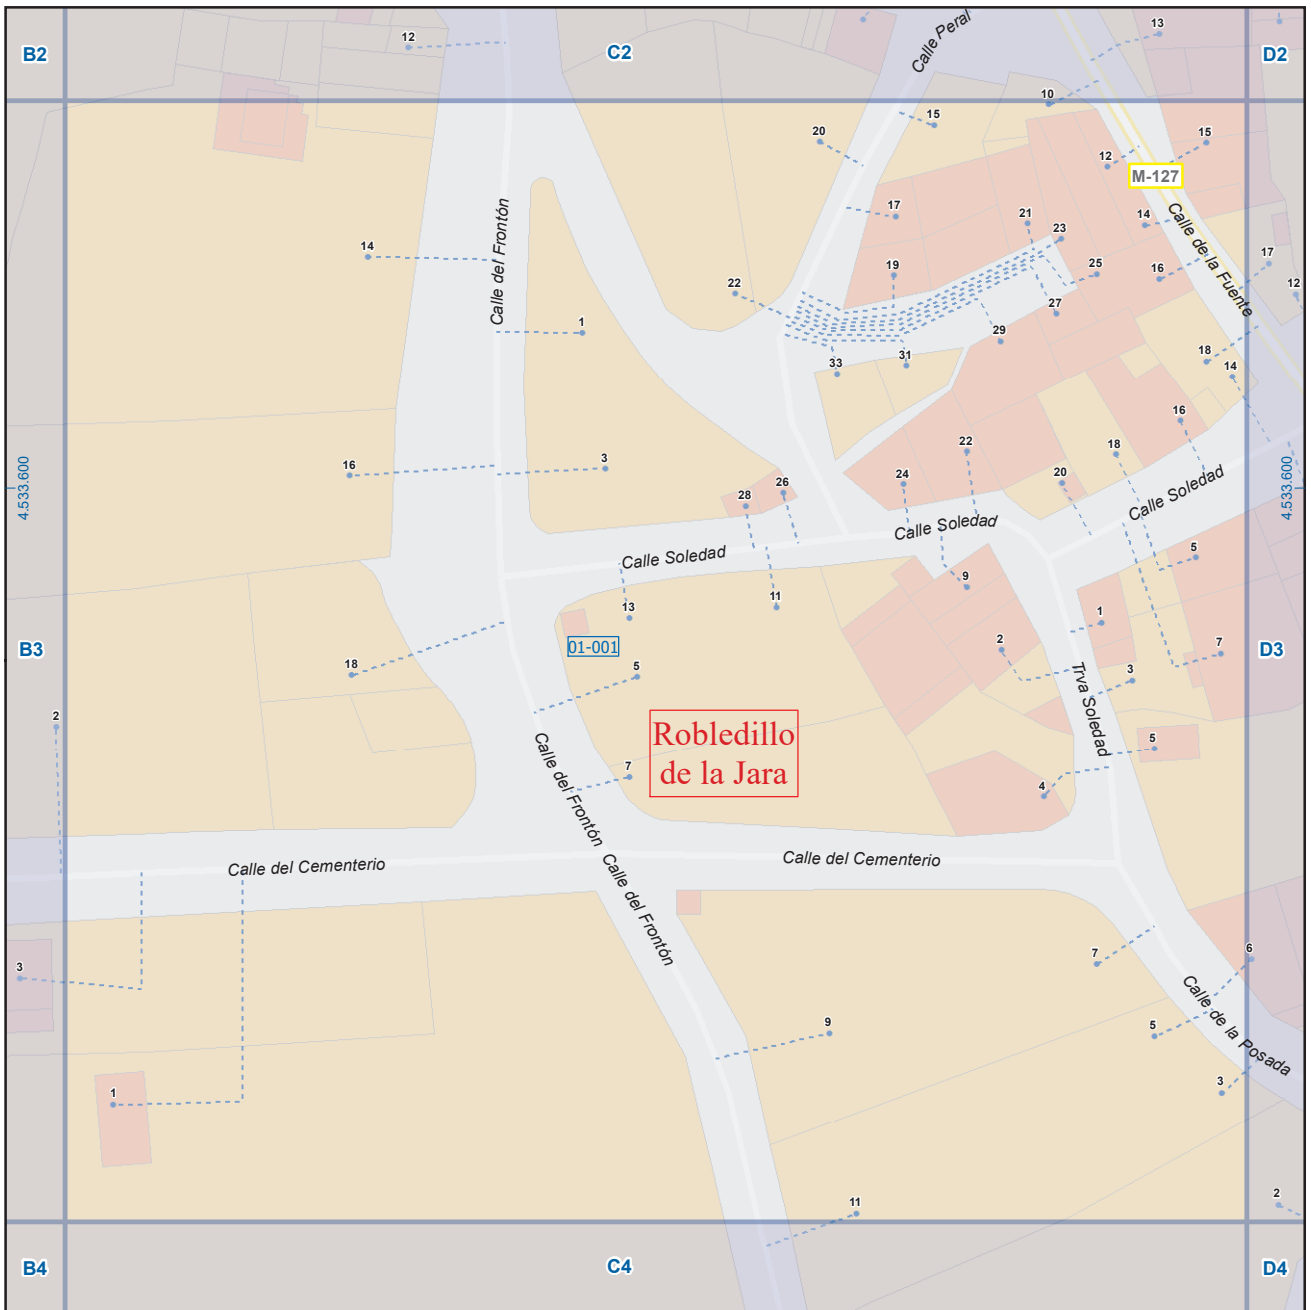 B2
12
C2
Calle Peral
13
D2
10
15
20
15
12
M-127
17
21
23
14
Calle de la Fuente
14
Calle del Frontón
19
25
16
17
22
27
12
1
29
33
31
18
14
16
4.533.600
16
3
28
26
24
22
20
18
Calle Soledad
4.533.600
Calle Soledad
Calle Soledad
5
13
11
9
1
B3
18
01-001
5
2
7
D3
3
2
Robledillo
de la Jara
Trva Soledad
Calle del Frontón
7
5
4
Calle del Cementerio
Calle del Cementerio
Calle del Frontón
3
7
6
Calle de la Posada
9
5
1
3
11
2
B4
C4
D4